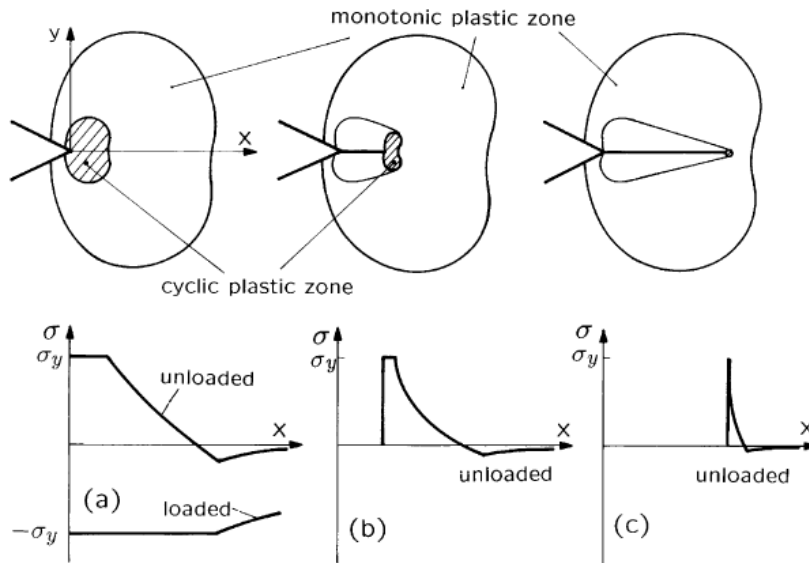 monotonic plastic zone
y
x
cyclic plastic zone
σ
σy
unloaded
x
(a)
loaded
−σy
σ
σy
x
unloaded
(b)
σ
σy
x
unloaded
(c)